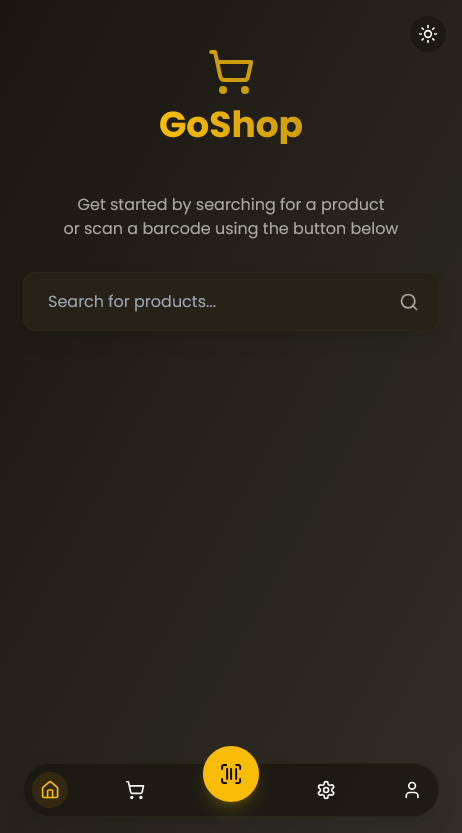 GoShop
Get started by searching for a product
or scan a barcode using the button below
Search for products...